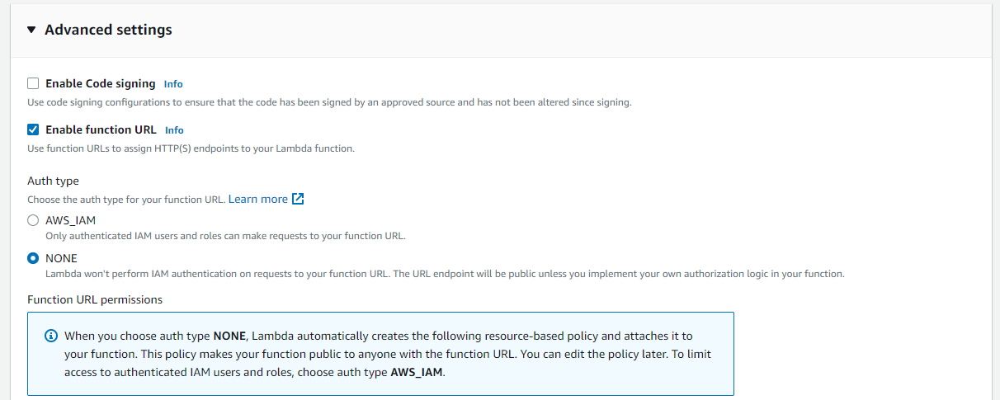 Advanced settings
Enable Code signing Info
Use code signing configurations to ensure that the code has been signed by an approved source and has not been altered since signing.
Enable function URL Info
Use function URLs to assign HTTP(S) endpoints to your Lambda function.
Auth type
Choose the auth type for your function URL. Learn more
AWS_IAM
Only authenticated IAM users and roles can make requests to your function URL.
NONE
Lambda won't perform IAM authentication on requests to your function URL. The URL endpoint will be public unless you implement your own authorization logic in your function.
Function URL permissions
When you choose auth type NONE, Lambda automatically creates the following resource-based policy and attaches it to
your function. This policy makes your function public to anyone with the function URL. You can edit the policy later. To limit
access to authenticated IAM users and roles, choose auth type AWS_IAM.